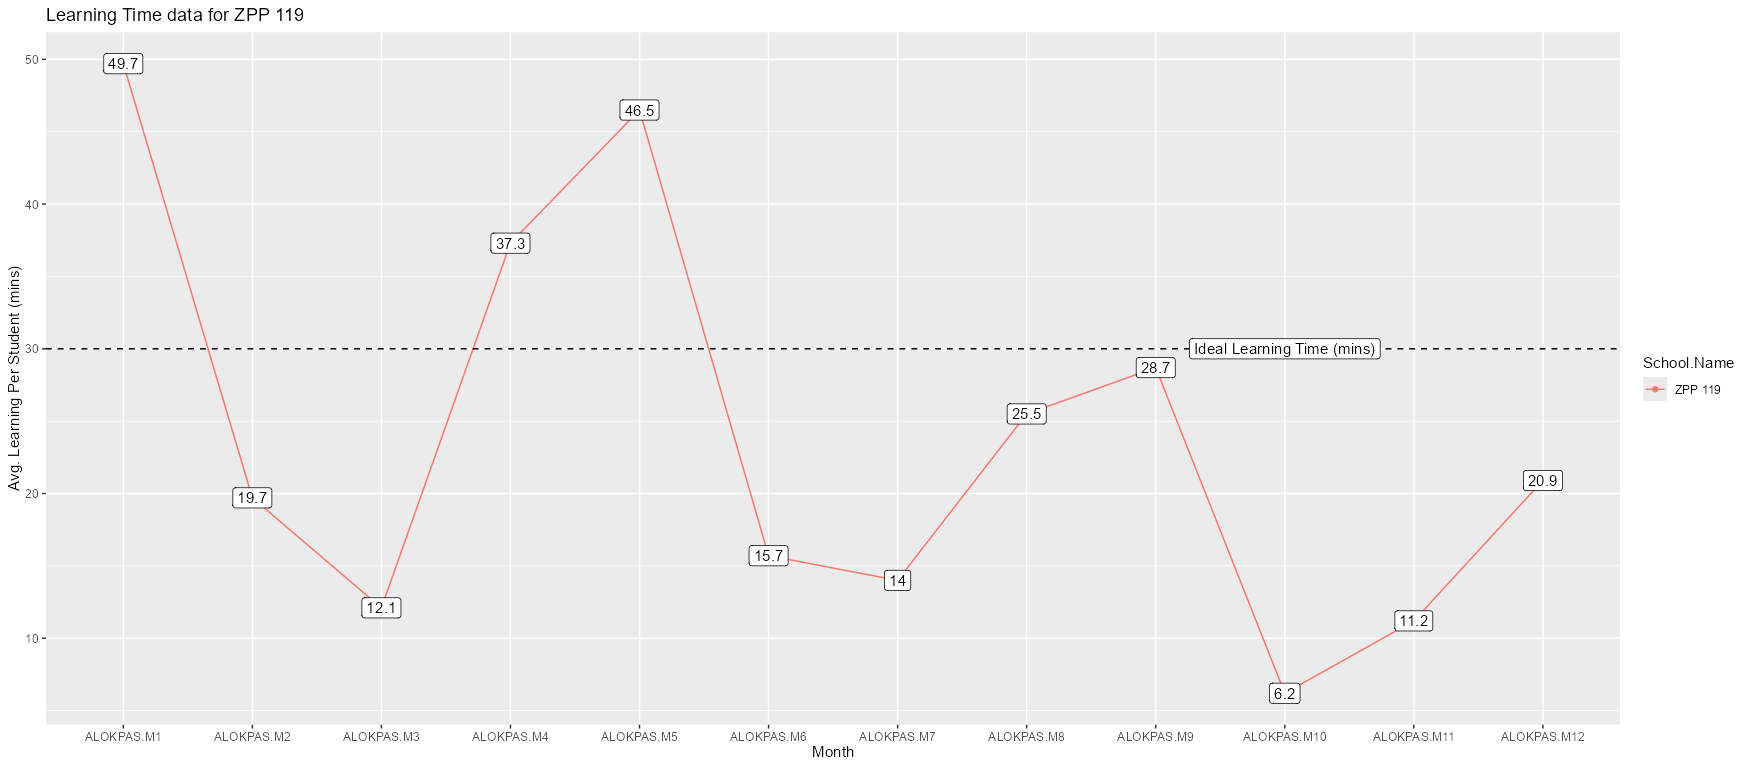 Learning Time data for ZPP 119
Avg. Learning Per Student (mins)
50
40
30
20
10
49.7
19.7
12.1
37.3
46.5
15.7
14
25.5
28.7
6.2
11.2
20.9
Ideal Learning Time (mins)
ALOKPAS.M1 ALOKPAS.M2 ALOKPAS.M3 ALOKPAS.M4 ALOKPAS.M5 ALOKPAS.M6 ALOKPAS.M7 ALOKPAS.M8 ALOKPAS.M9 ALOKPAS.M10 ALOKPAS.M11 ALOKPAS.M12
Month
School.Name
ZPP 119